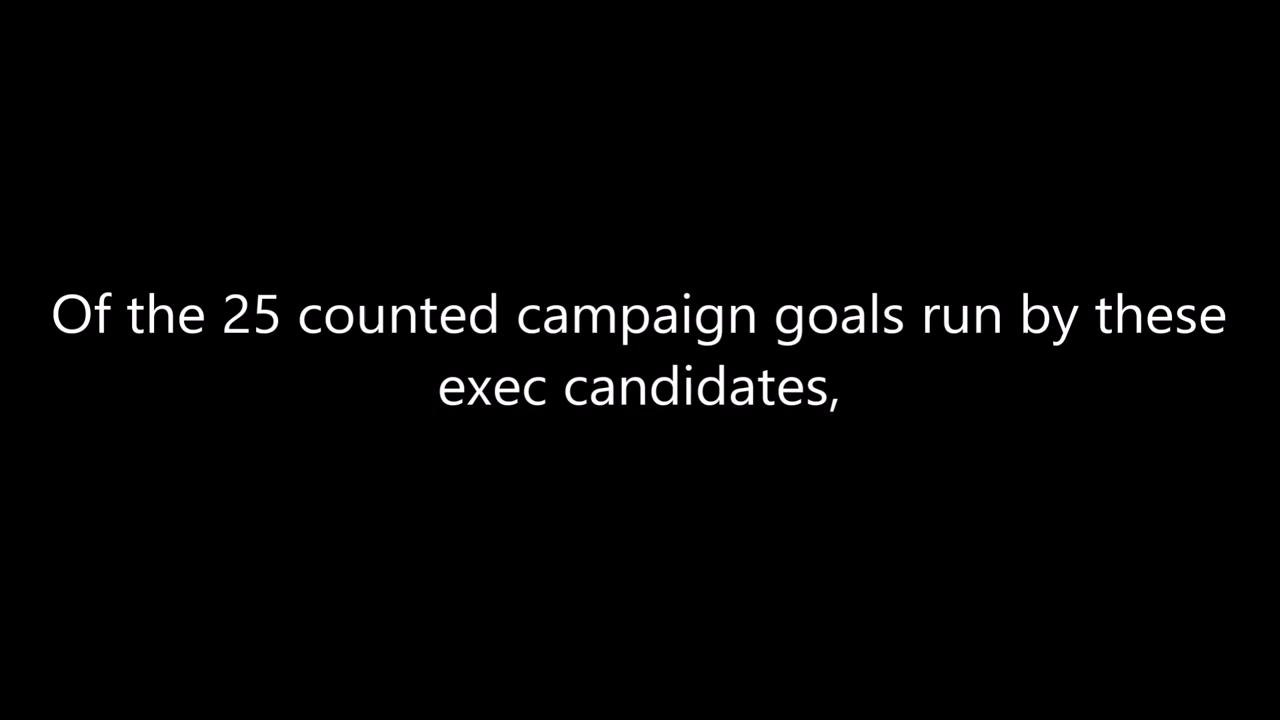 Of the 25 counted campaign goals run by these
exec candidates,